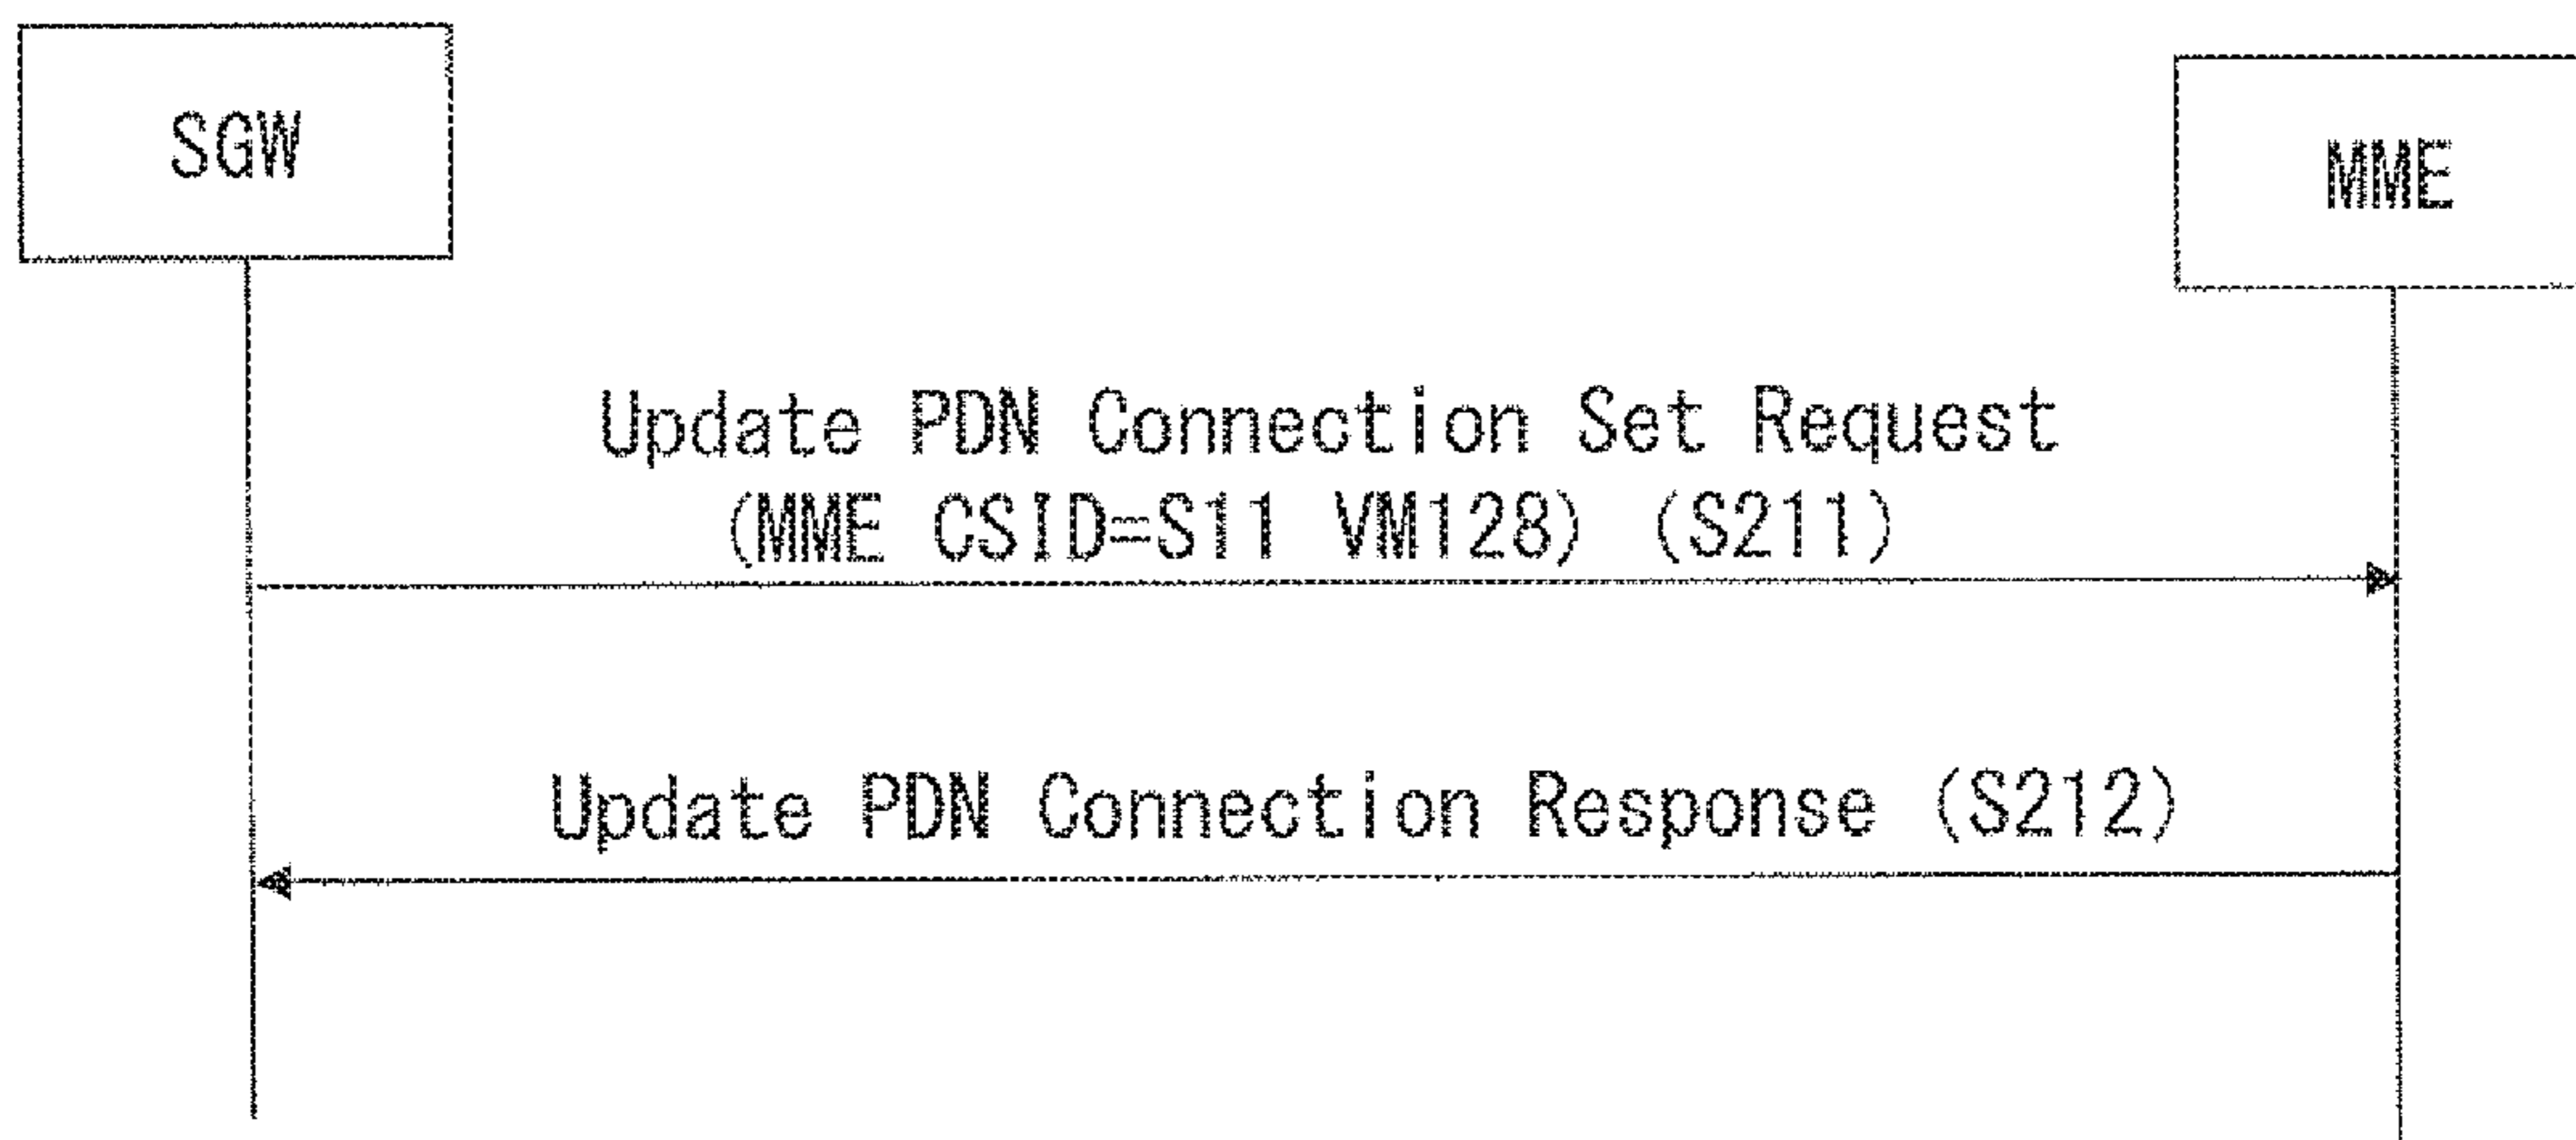 SGW
MME
Update PDN Connection Set Request
(MME CSID=S11 VM128) (S211)
Update PDN Connection Response (S212)